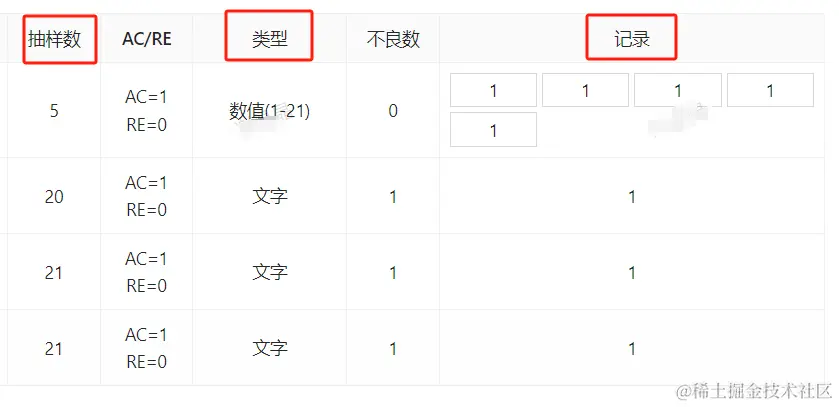 抽样数 AC/RE 类型 不良数 记录
5 AC=1 RE=0 数值(1-21) 0 1 1 1 1
1
20 AC=1 RE=0 文字 1 1
21 AC=1 RE=0 文字 1 1
21 AC=1 RE=0 文字 1 1
@稀土掘金技术社区